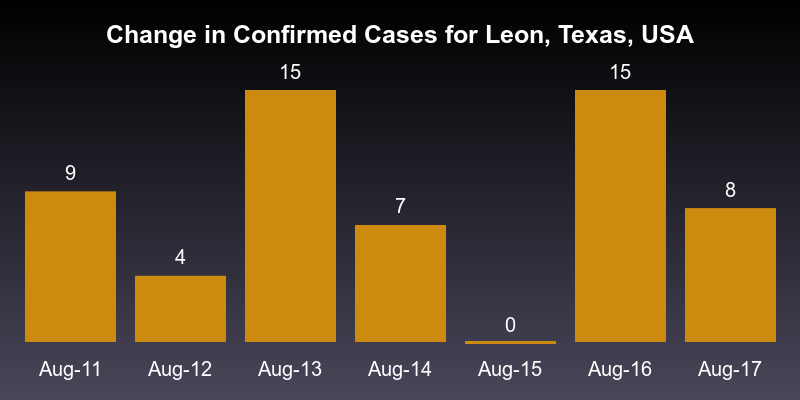 Change in Confirmed Cases for Leon, Texas, USA
9
4
15
7
0
15
8
Aug-11
Aug-12
Aug-13
Aug-14
Aug-15
Aug-16
Aug-17